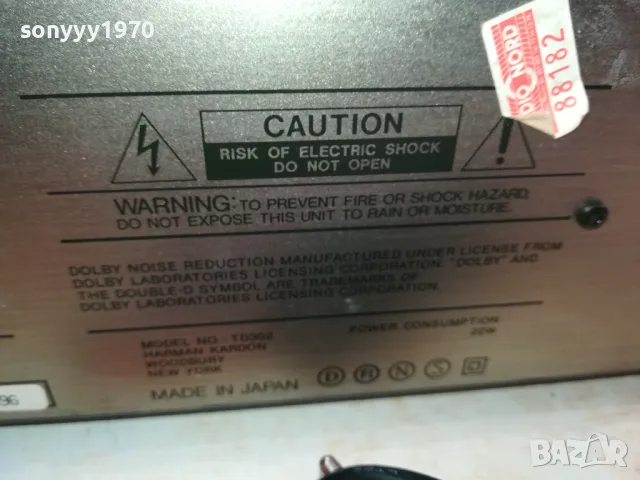 sonyyy1970
NORD
88182
CAUTION
RISK OF ELECTRIC SHOCK
DO NOT OPEN
WARNING: TO PREVENT FIRE OR SHOCK HAZARD,
DO NOT EXPOSE THIS UNIT TO RAIN OR MOISTURE.
DOLBY NOISE REDUCTION MANUFACTURED UNDER LICENSE FROM
DOLBY LABORATORIES LICENSING CORPORATION. "DOLBY" AND
THE DOUBLE-D SYMBOL ARE TRADEMARKS OF
DOLBY LABORATORIES LICENSING CORPORATION.
MODEL NO. TD302
HARMAN KARDON
WOODBURY
NEW YORK
POWER CONSUMPTION
22W
MADE IN JAPAN
D N S
96
BAZAR